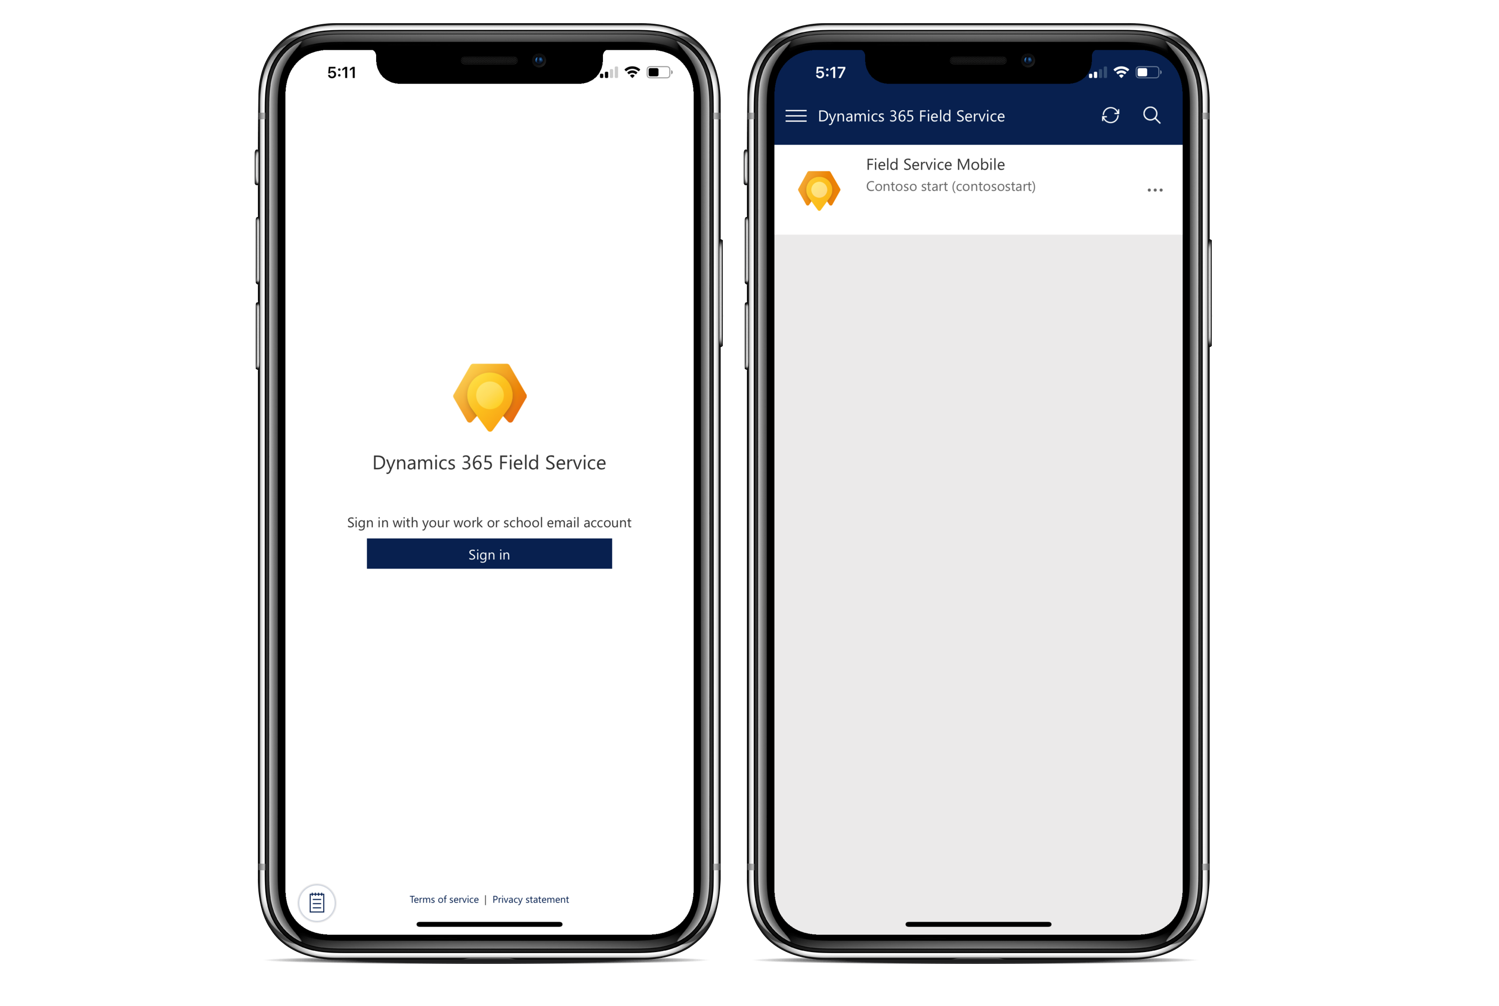 5:11
Dynamics 365 Field Service
Sign in with your work or school email account
Sign in
Terms of service | Privacy statement
5:17
Dynamics 365 Field Service
Field Service Mobile
Contoso start (contosostart)